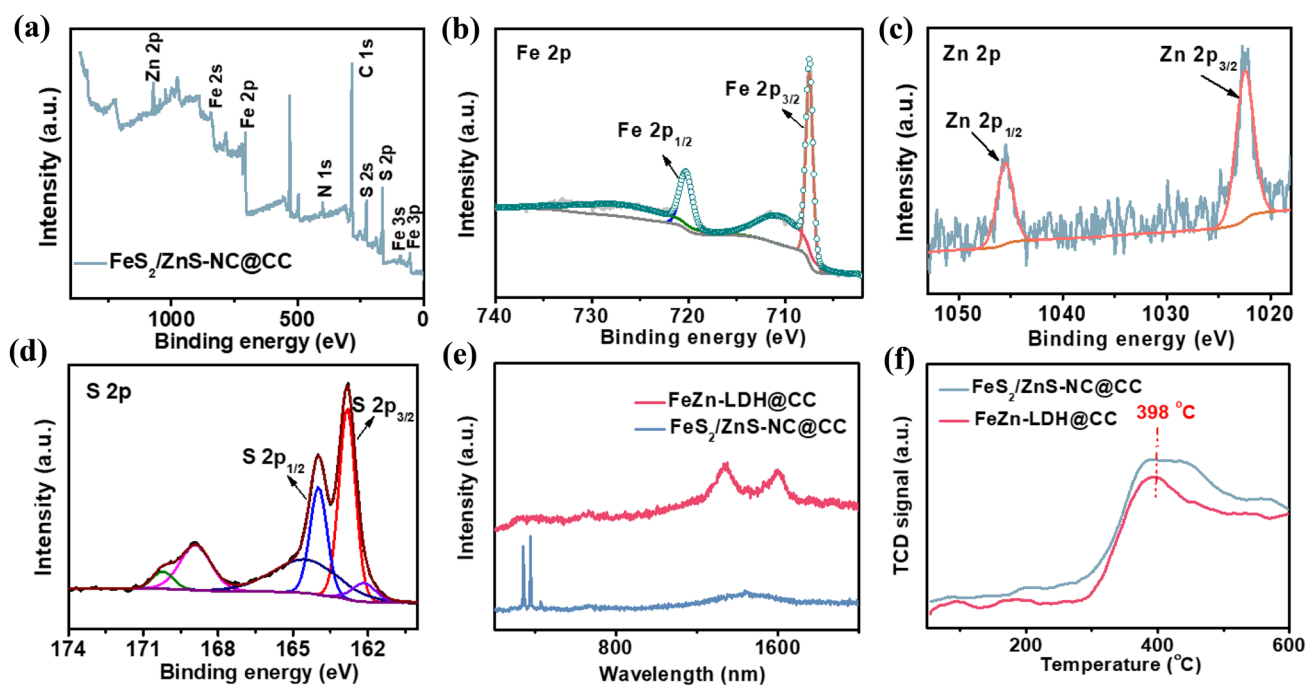 (a)
Zn 2p
Fe 2s
Fe 2p
N 1s
C 1s
S 2s
S 2p
Fe 3s
Fe 3p
FeS₂/ZnS-NC@CC
Intensity (a.u.)
1000 500 0
Binding energy (eV)
(b)
Fe 2p
Fe 2p₁/₂
Fe 2p₃/₂
Intensity (a.u.)
740 730 720 710
Binding energy (eV)
(c)
Zn 2p
Zn 2p₁/₂
Zn 2p₃/₂
Intensity (a.u.)
1050 1040 1030 1020
Binding energy (eV)
(d)
S 2p
S 2p₁/₂
S 2p₃/₂
Intensity (a.u.)
174 171 168 165 162
Binding energy (eV)
(e)
FeZn-LDH@CC
FeS₂/ZnS-NC@CC
Intensity (a.u.)
800 1600
Wavelength (nm)
(f)
FeS₂/ZnS-NC@CC
FeZn-LDH@CC
398 °C
TCD signal (a.u.)
200 400 600
Temperature (°C)